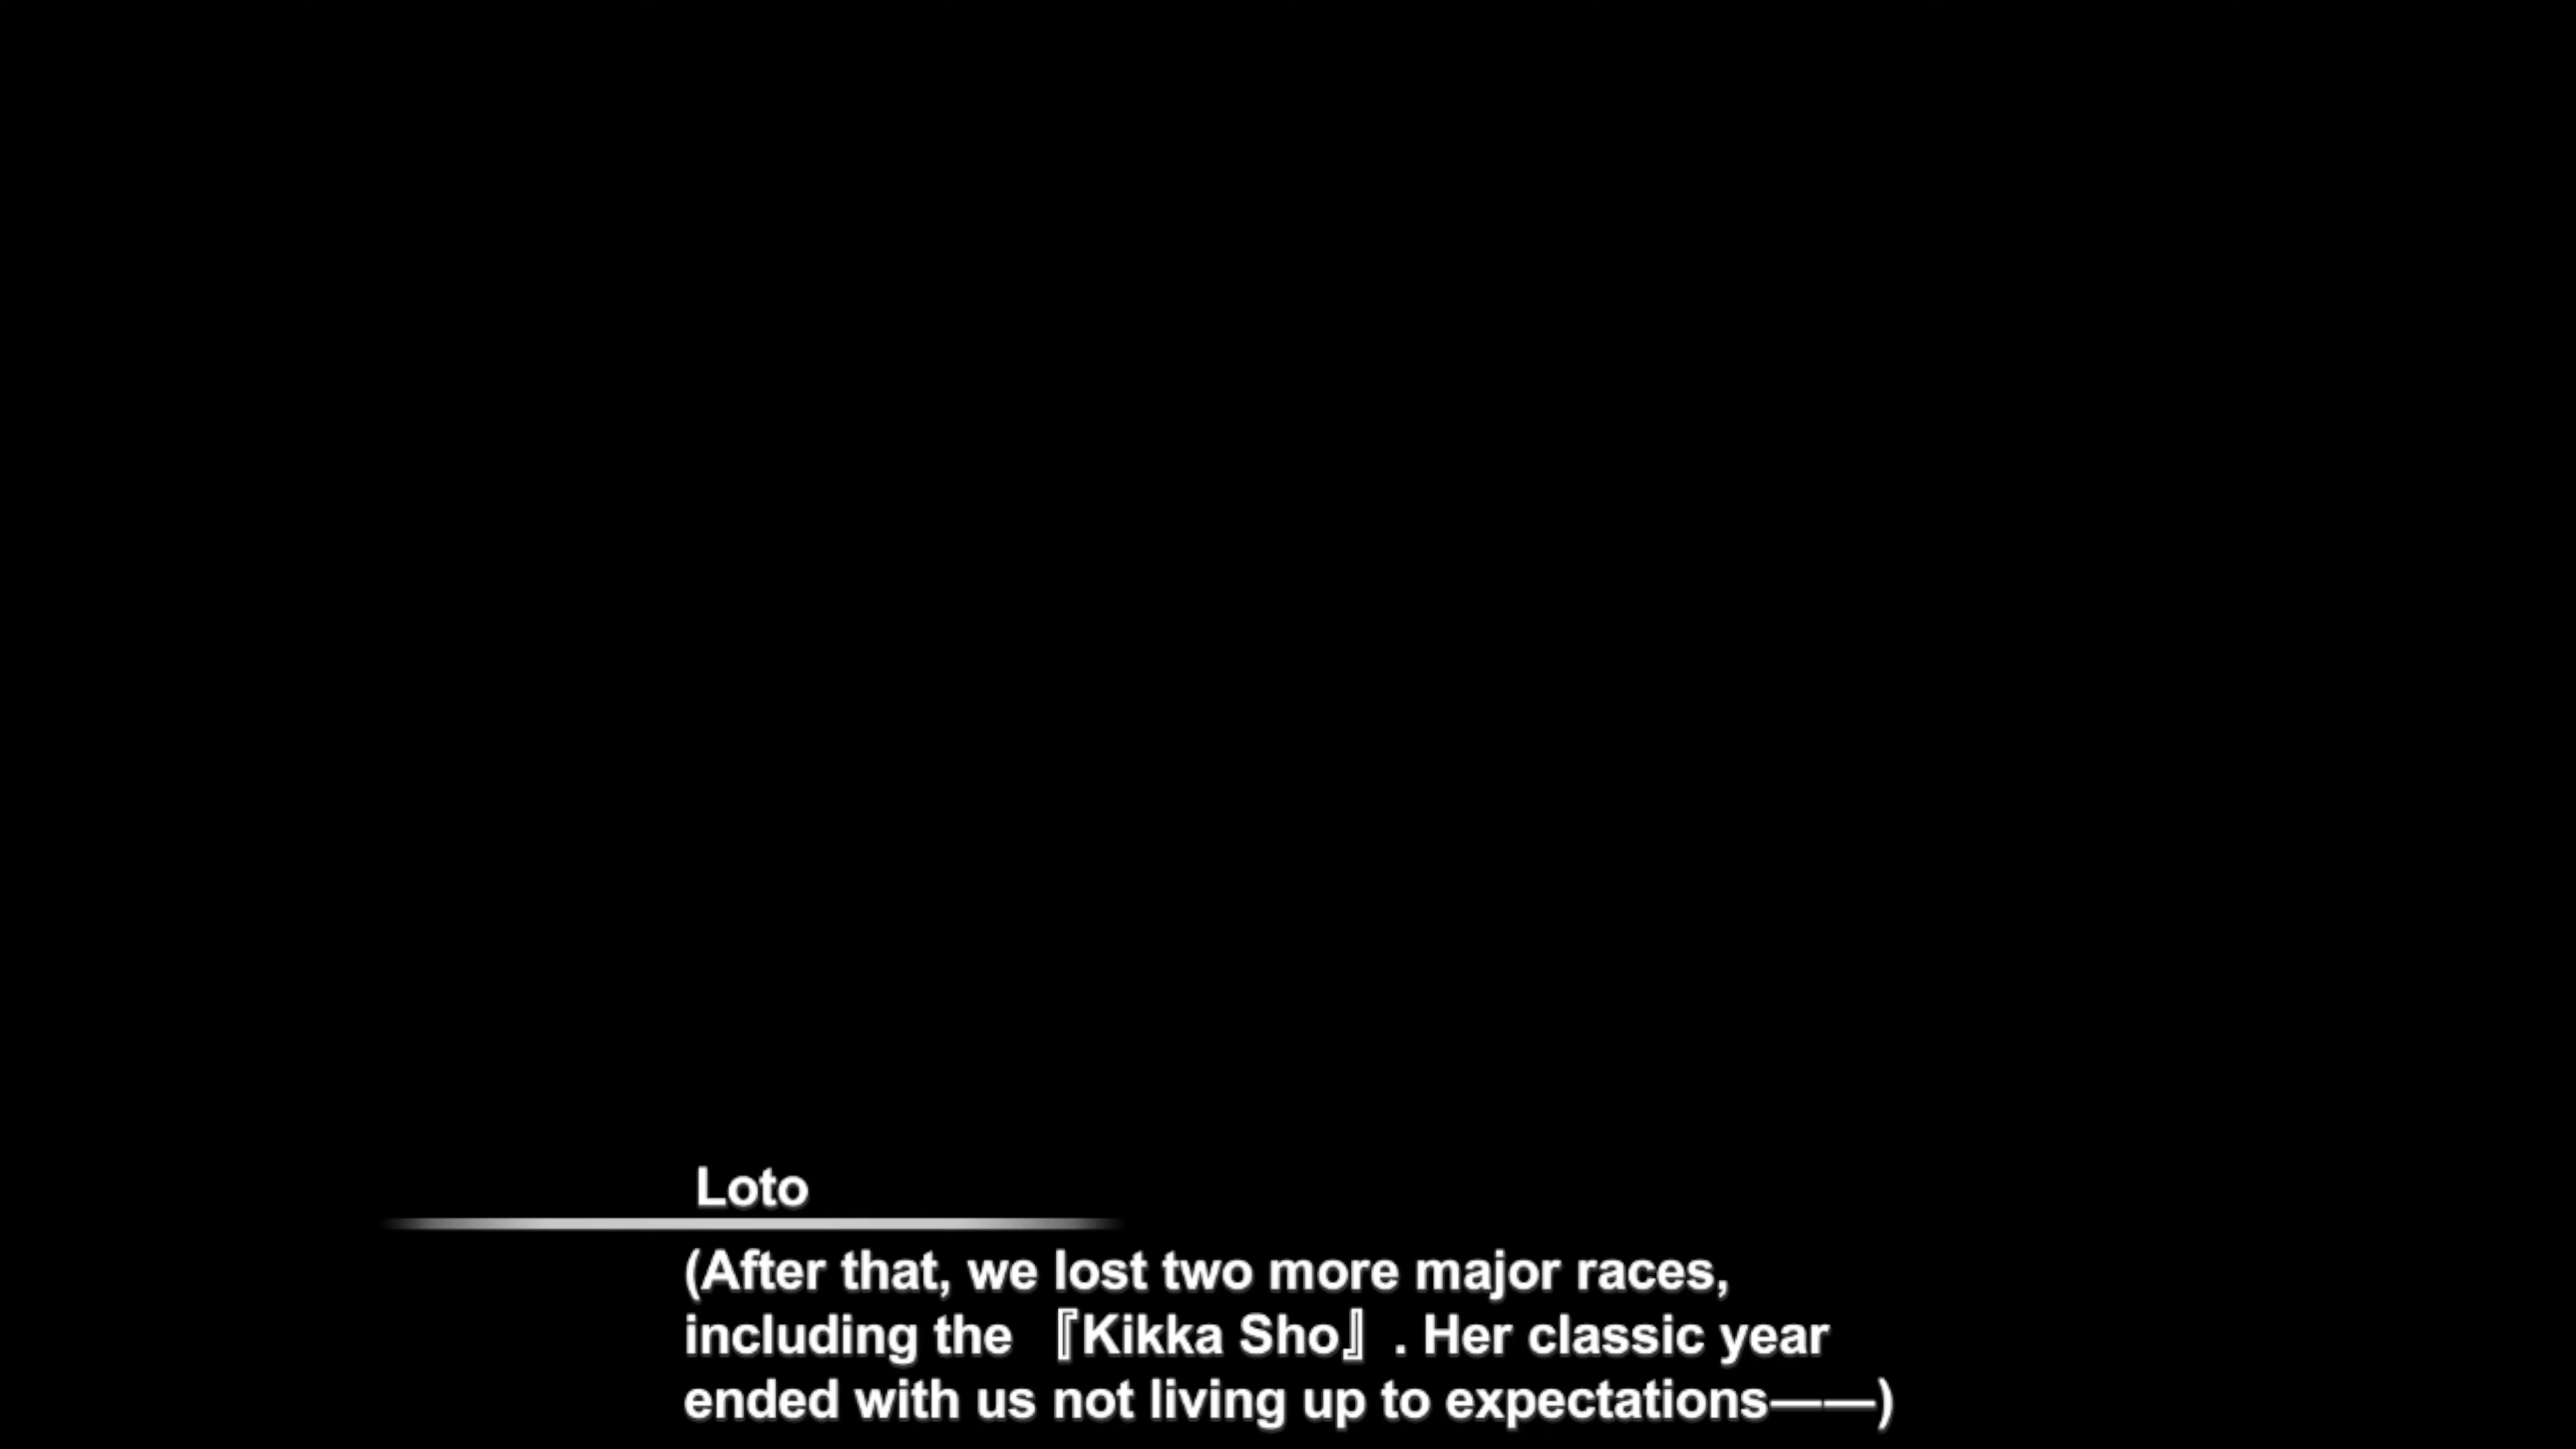 Loto
(After that, we lost two more major races,
including the 『Kikka Sho』. Her classic year
ended with us not living up to expectations——)